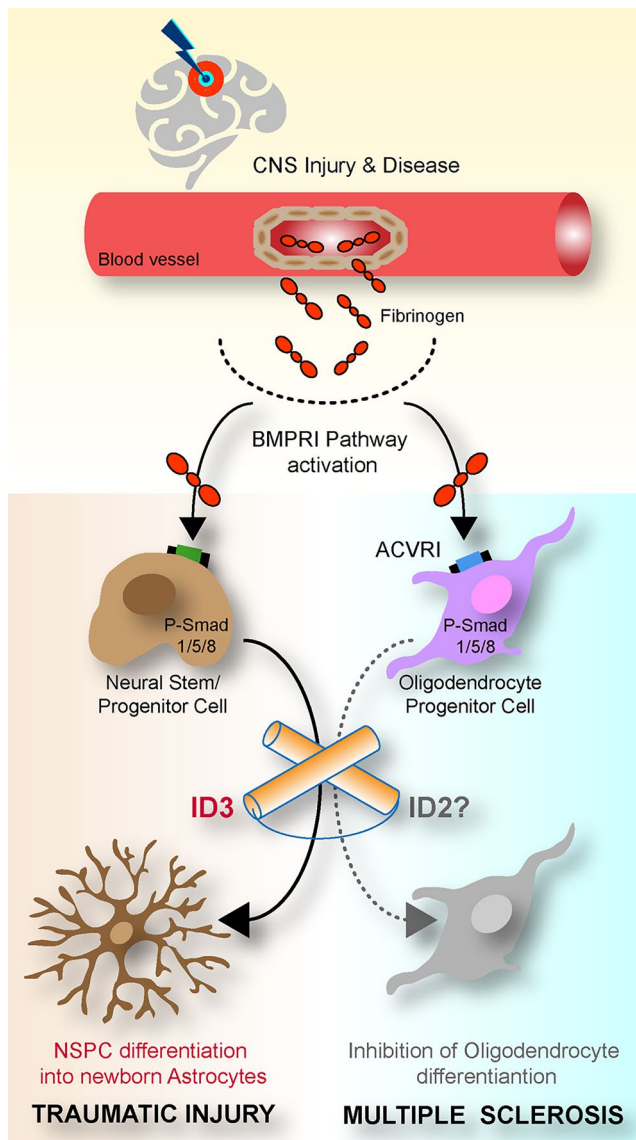 CNS Injury & Disease
Blood vessel
Fibrinogen
BMPRI Pathway
activation
ACVRI
P-Smad
1/5/8
P-Smad
1/5/8
Neural Stem/
Progenitor Cell
Oligodendrocyte
Progenitor Cell
ID3
ID2?
NSPC differentiation
into newborn Astrocytes
Inhibition of Oligodendrocyte
differentiantion
TRAUMATIC INJURY
MULTIPLE SCLEROSIS